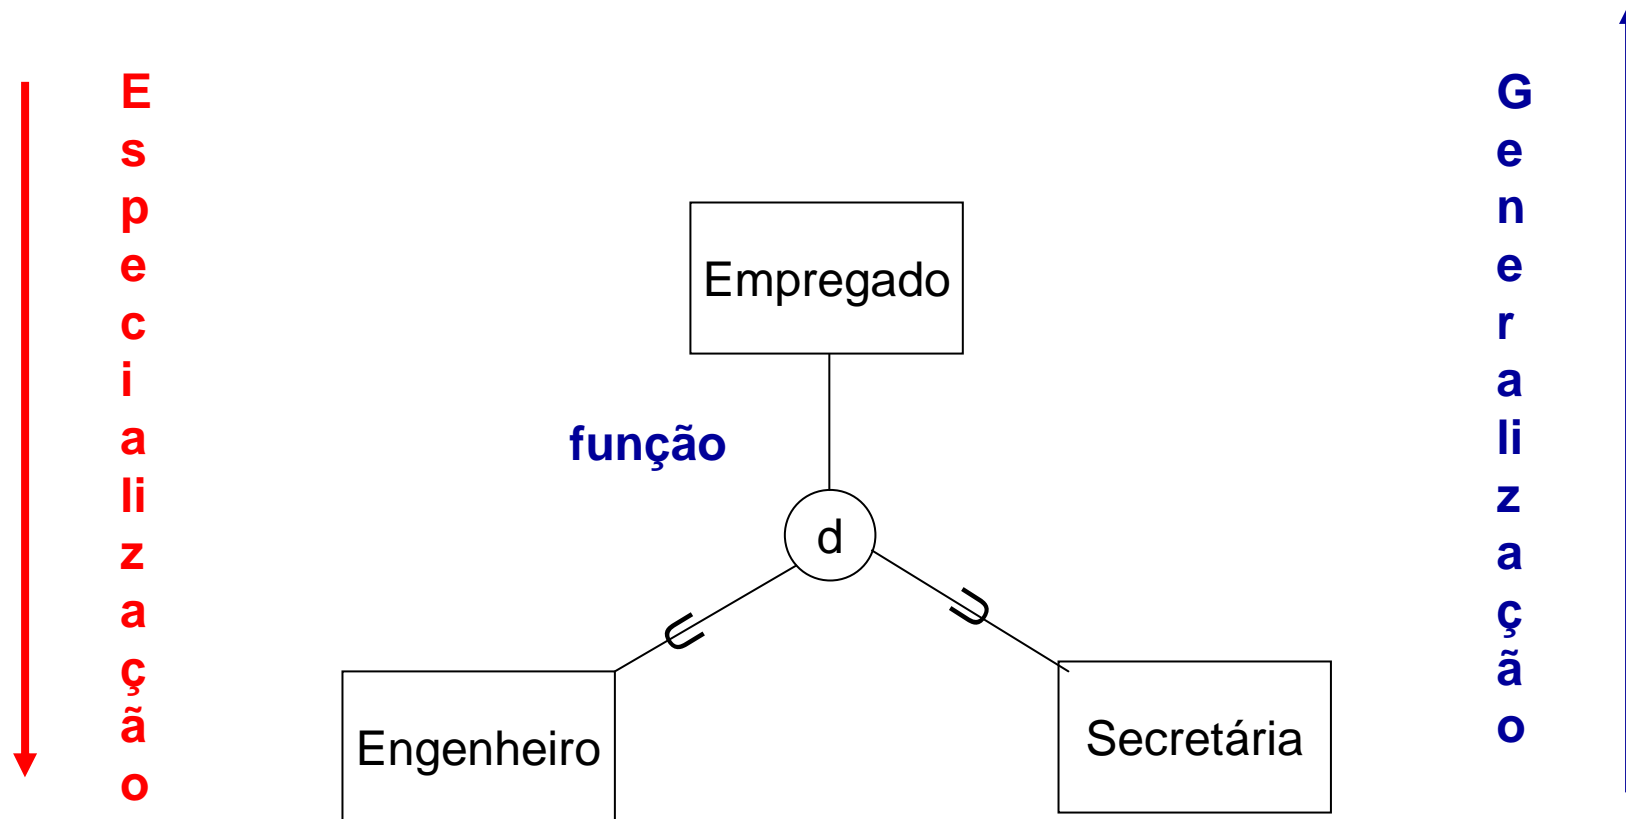 Especialização
Generalização
Empregado
função
d
Engenheiro
Secretária